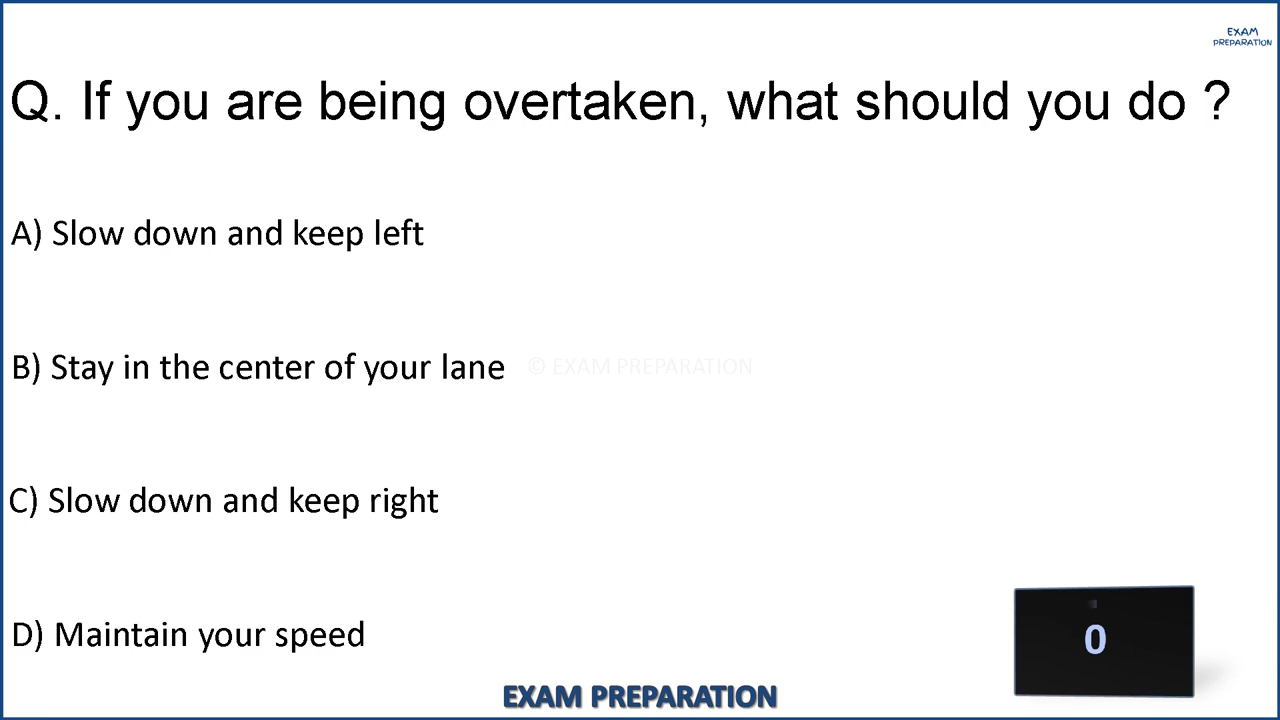 EXAM
PREPARATION
Q. If you are being overtaken, what should you do ?
A) Slow down and keep left
B) Stay in the center of your lane
© EXAM PREPARATION
C) Slow down and keep right
D) Maintain your speed
0
EXAM PREPARATION